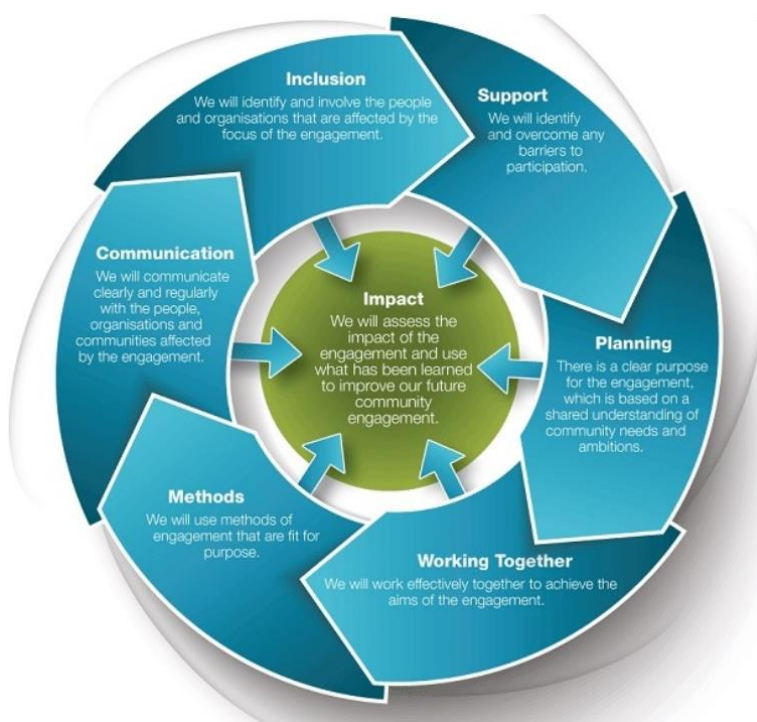 Inclusion
We will identify and involve the people
and organisations that are affected by the
focus of the engagement.
Support
We will identify
and overcome any
barriers to
participation.
Planning
There is a clear purpose
for the engagement,
which is based on a
shared understanding of
community needs and
ambitions.
Working Together
We will work effectively together to achieve the
aims of the engagement.
Methods
We will use methods of
engagement that are fit for
purpose.
Communication
We will communicate
clearly and regularly
with the people,
organisations and
communities affected
by the engagement.
Impact
We will assess the
impact of the
engagement and use
what has been learned
to improve our future
community
engagement.